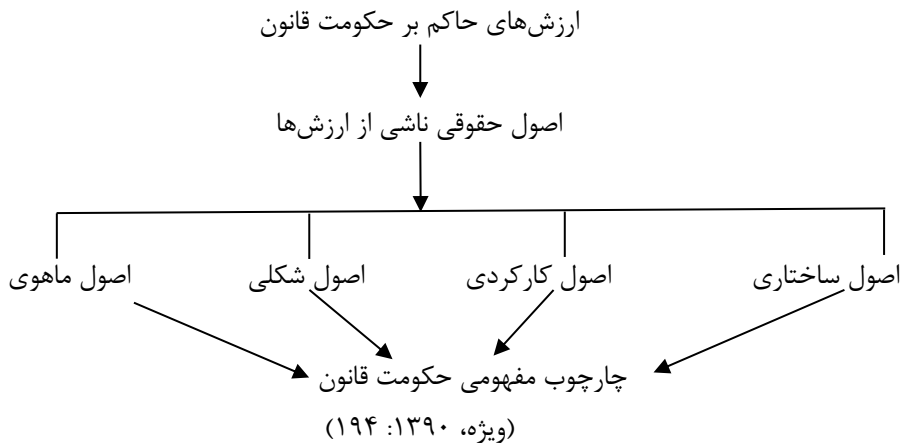 ارزش‌های حاکم بر حکومت قانون
اصول حقوقی ناشی از ارزش‌ها
اصول ساختاری اصول کارکردی اصول شکلی اصول ماهوی
چارچوب مفهومی حکومت قانون
(ویژه، ۱۳۹۰: ۱۹۴)